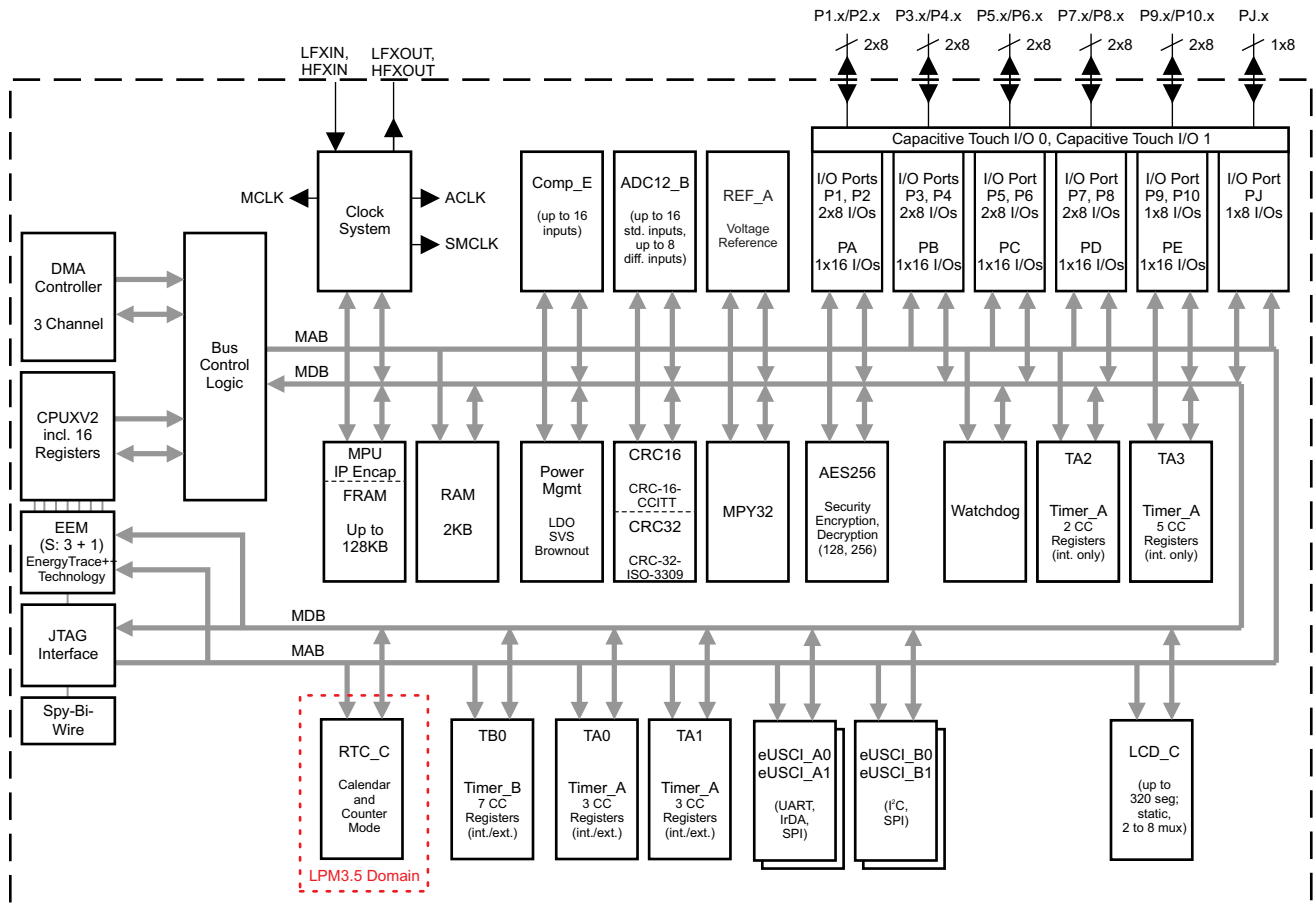 P1.x/P2.x P3.x/P4.x P5.x/P6.x P7.x/P8.x P9.x/P10.x PJ.x
2x8 2x8 2x8 2x8 2x8 1x8
LFXIN,
HFXIN
LFXOUT,
HFXOUT
Capacitive Touch I/O 0, Capacitive Touch I/O 1
MCLK
Clock
System
ACLK
SMCLK
Comp_E
(up to 16
inputs)
ADC12_B
(up to 16
std. inputs,
up to 8
diff. inputs)
REF_A
Voltage
Reference
I/O Ports
P1, P2
2x8 I/Os
PA
1x16 I/Os
I/O Ports
P3, P4
2x8 I/Os
PB
1x16 I/Os
I/O Port
P5, P6
2x8 I/Os
PC
1x16 I/Os
I/O Port
P7, P8
2x8 I/Os
PD
1x16 I/Os
I/O Port
P9, P10
1x8 I/Os
PE
1x16 I/Os
I/O Port
PJ
1x8 I/Os
DMA
Controller
3 Channel
Bus
Control
Logic
MAB
MDB
CPUXV2
incl. 16
Registers
MPU
IP Encap
FRAM
Up to
128KB
RAM
2KB
Power
Mgmt
LDO
SVS
Brownout
CRC16
CRC-16-
CCITT
CRC32
CRC-32-
ISO-3309
MPY32
AES256
Security
Encryption,
Decryption
(128, 256)
Watchdog
TA2
Timer_A
2 CC
Registers
(int. only)
TA3
Timer_A
5 CC
Registers
(int. only)
EEM
(S: 3 + 1)
EnergyTrace++
Technology
MDB
JTAG
Interface
MAB
Spy-Bi-
Wire
RTC_C
Calendar
and
Counter
Mode
LPM3.5 Domain
TB0
Timer_B
7 CC
Registers
(int./ext.)
TA0
Timer_A
3 CC
Registers
(int./ext.)
TA1
Timer_A
3 CC
Registers
(int./ext.)
eUSCI_A0
eUSCI_A1
(UART,
IrDA,
SPI)
eUSCI_B0
eUSCI_B1
(I²C,
SPI)
LCD_C
(up to
320 seg;
static,
2 to 8 mux)